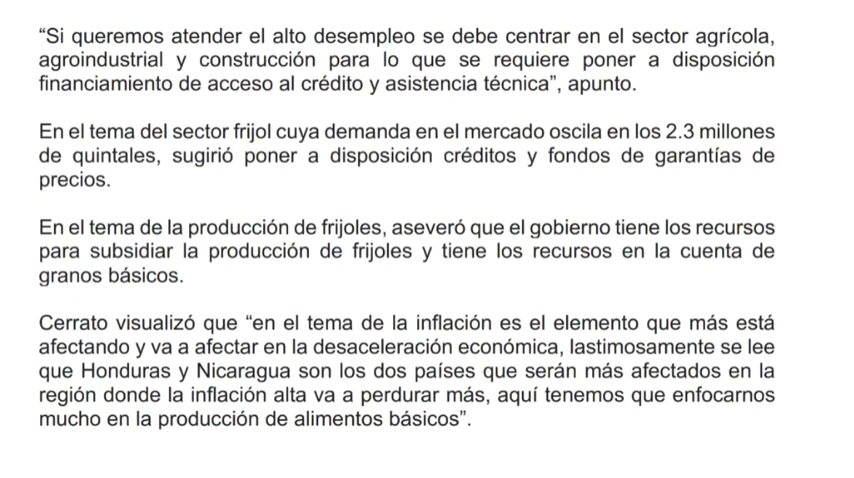 “Si queremos atender el alto desempleo se debe centrar en el sector agrícola,
agroindustrial y construcción para lo que se requiere poner a disposición
financiamiento de acceso al crédito y asistencia técnica”, apunto.
En el tema del sector frijol cuya demanda en el mercado oscila en los 2.3 millones
de quintales, sugirió poner a disposición créditos y fondos de garantías de
precios.
En el tema de la producción de frijoles, aseveró que el gobierno tiene los recursos
para subsidiar la producción de frijoles y tiene los recursos en la cuenta de
granos básicos.
Cerrato visualizó que “en el tema de la inflación es el elemento que más está
afectando y va a afectar en la desaceleración económica, lastimosamente se lee
que Honduras y Nicaragua son los dos países que serán más afectados en la
región donde la inflación alta va a perdurar más, aquí tenemos que enfocarnos
mucho en la producción de alimentos básicos”.